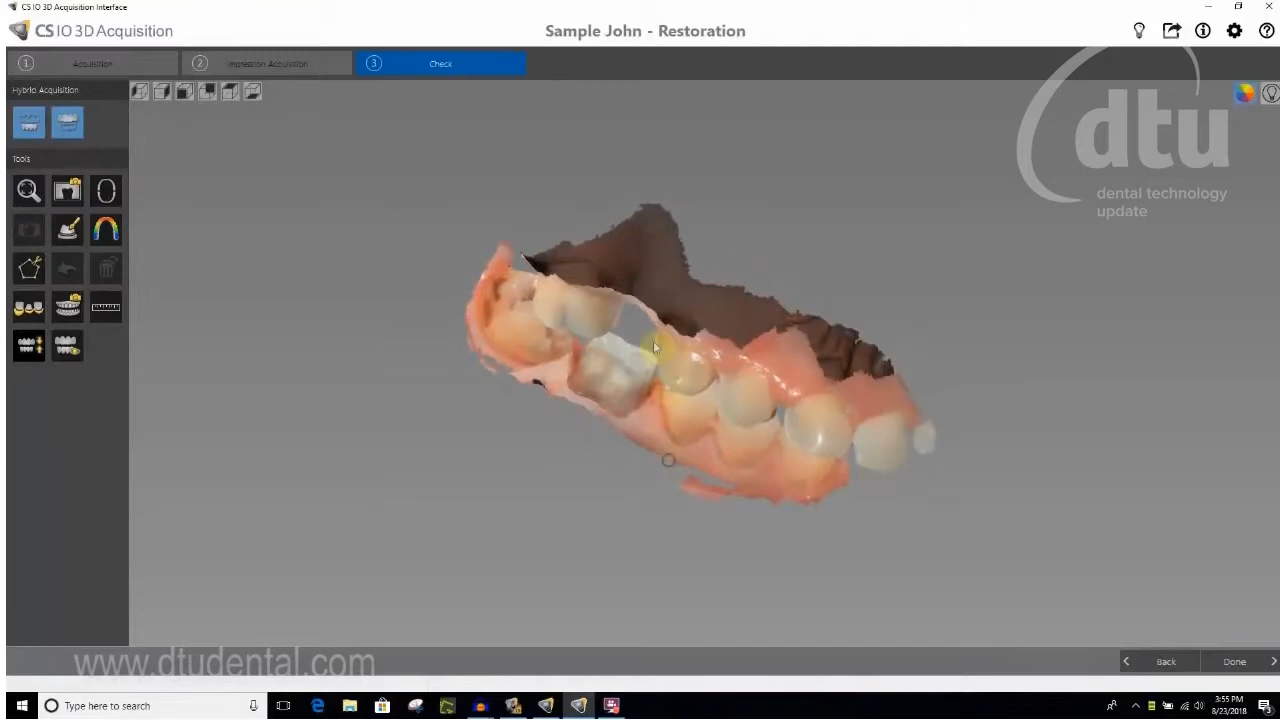 CS IO 3D Acquisition Interface
CS IO 3D Acquisition
Sample John - Restoration
1 Acquisition
2 Impression Acquisition
3 Check
Hybrid Acquisition
Tools
dtu
dental technology
update
www.dtudental.com
Back
Done
Type here to search
3:55 PM
8/23/2018